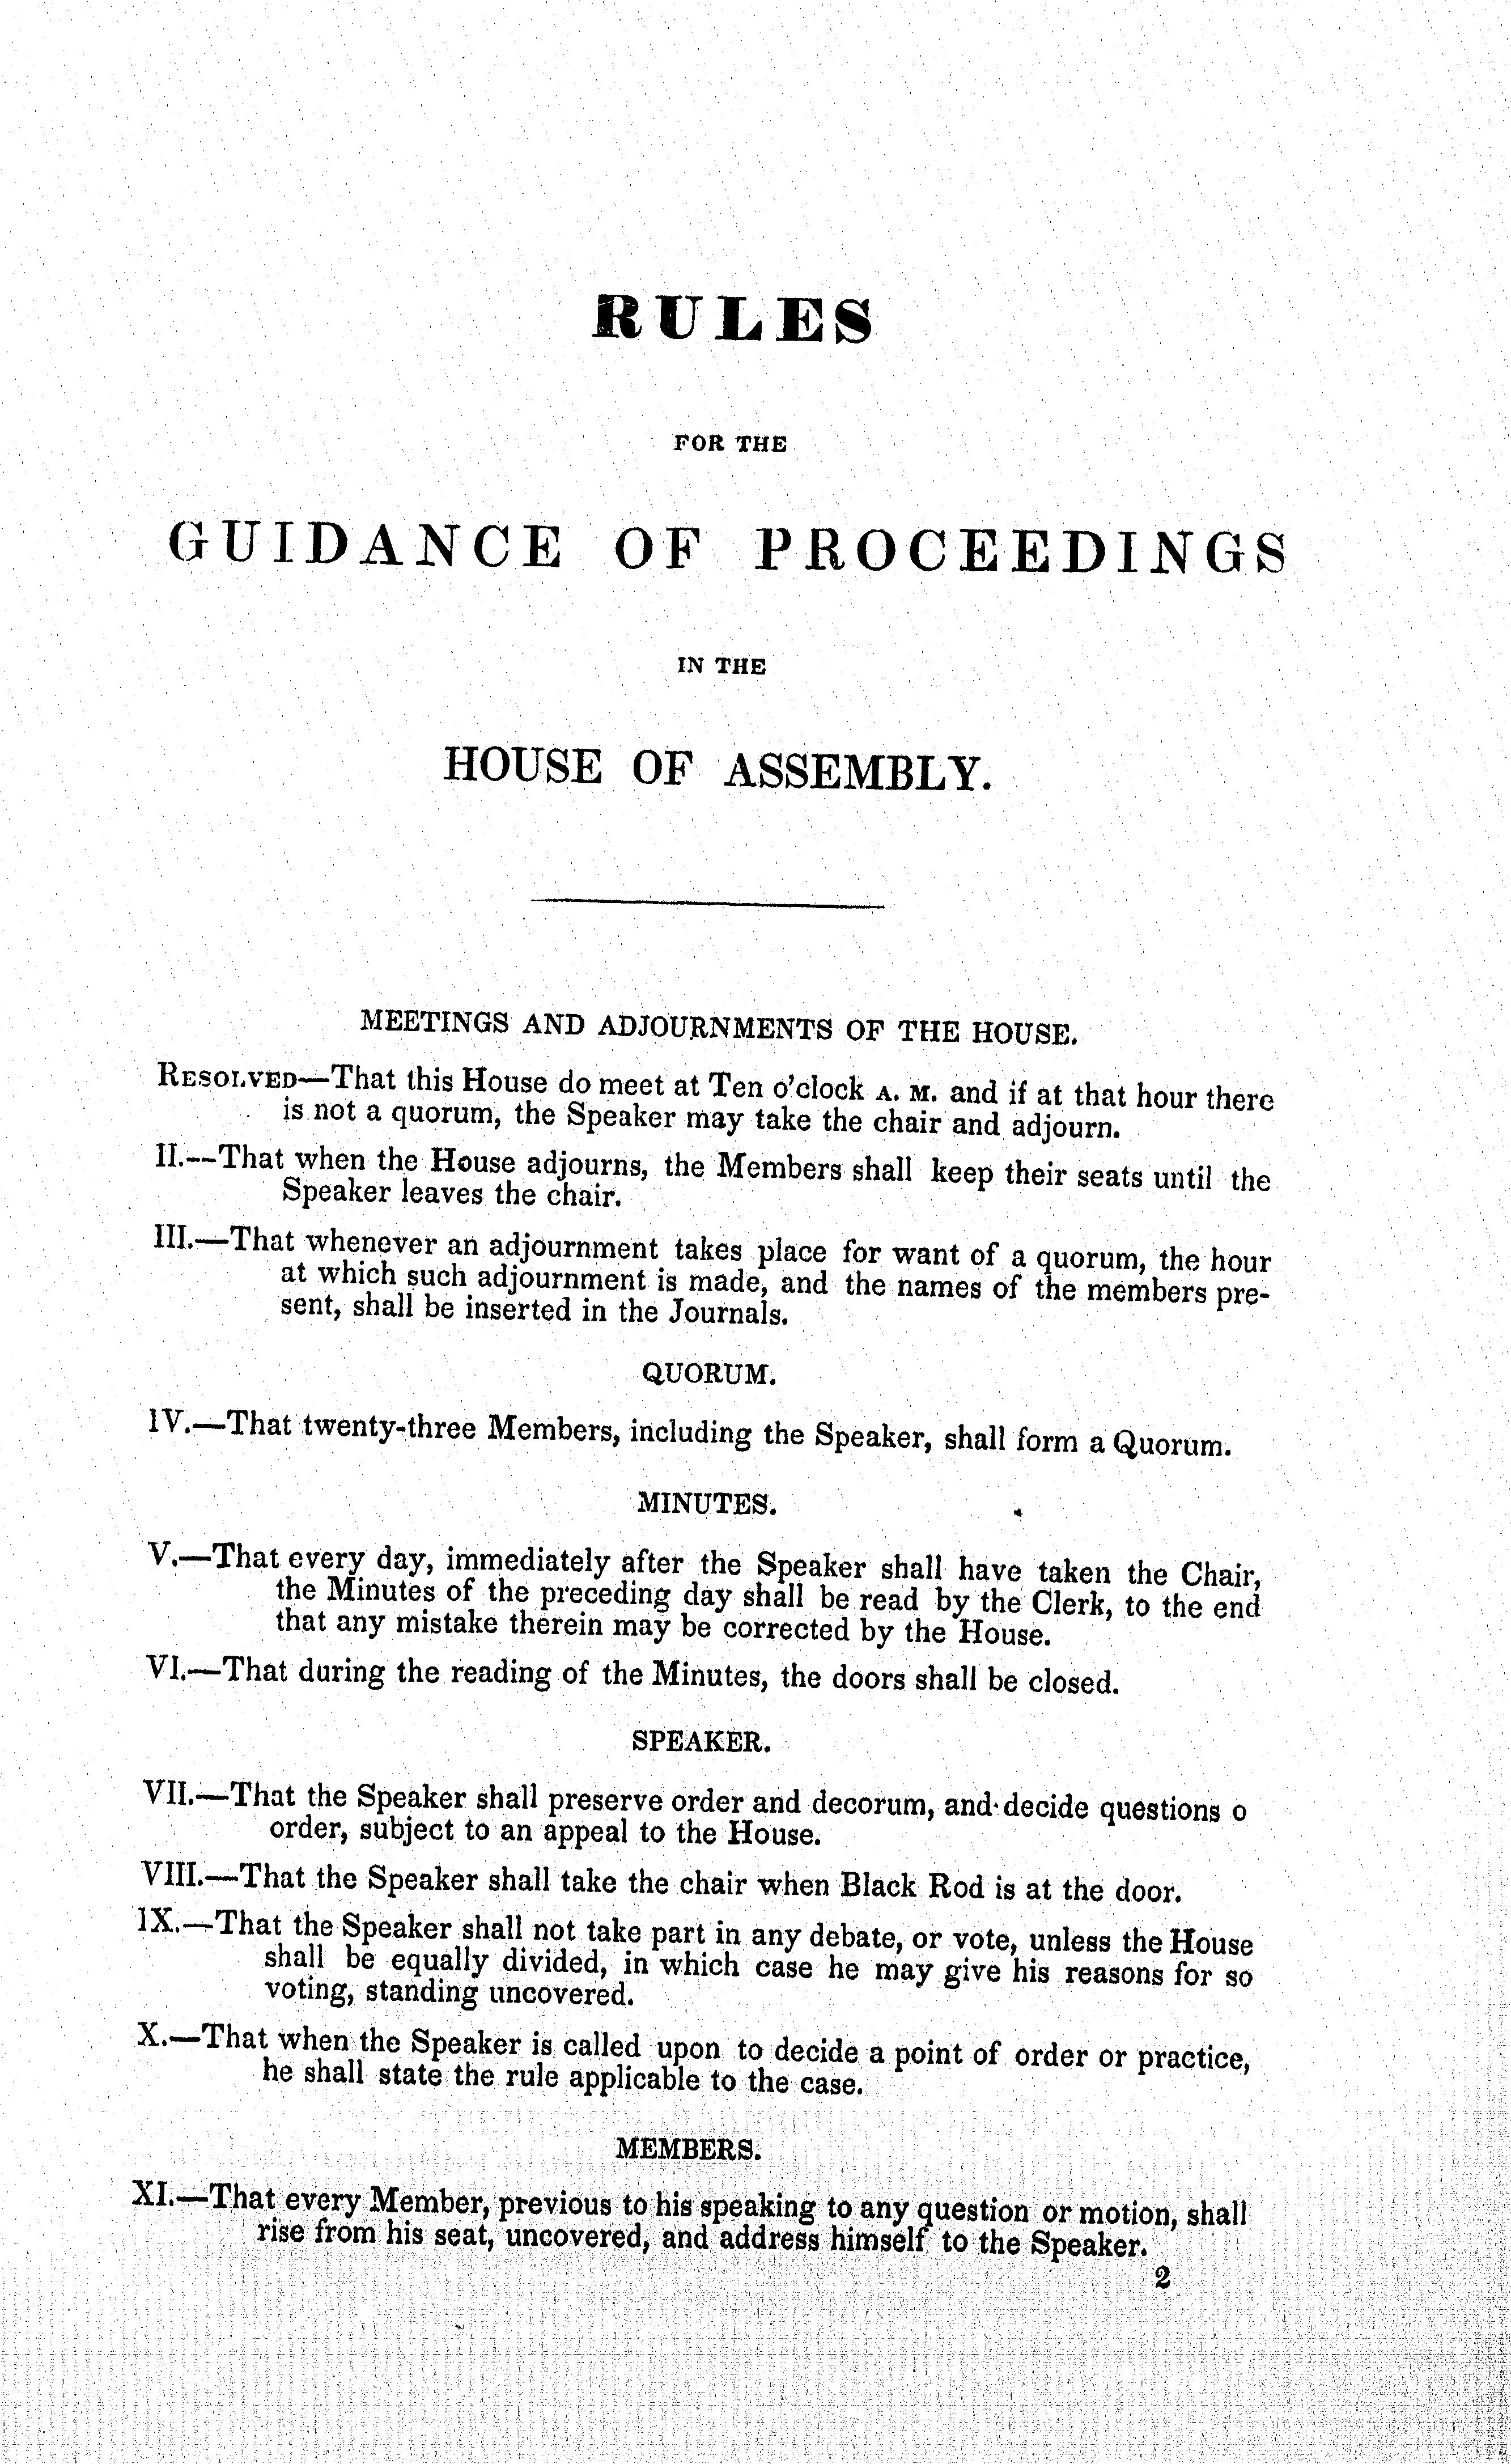 RULES
FOR THE
GUIDANCE OF PROCEEDINGS
IN THE
HOUSE OF ASSEMBLY.
MEETINGS AND ADJOURNMENTS OF THE HOUSE.
RESOLVED—That this House do meet at Ten o'clock A. M. and if at that hour there
is not a quorum, the Speaker may take the chair and adjourn.
II.—That when the House adjourns, the Members shall keep their seats until the
Speaker leaves the chair.
III.—That whenever an adjournment takes place for want of a quorum, the hour
at which such adjournment is made, and the names of the members pre-
sent, shall be inserted in the Journals.
QUORUM.
IV.—That twenty-three Members, including the Speaker, shall form a Quorum.
MINUTES.
V.—That every day, immediately after the Speaker shall have taken the Chair,
the Minutes of the preceding day shall be read by the Clerk, to the end
that any mistake therein may be corrected by the House.
VI.—That during the reading of the Minutes, the doors shall be closed.
SPEAKER.
VII.—That the Speaker shall preserve order and decorum, and decide questions o
order, subject to an appeal to the House.
VIII.—That the Speaker shall take the chair when Black Rod is at the door.
IX.—That the Speaker shall not take part in any debate, or vote, unless the House
shall be equally divided, in which case he may give his reasons for so
voting, standing uncovered.
X.—That when the Speaker is called upon to decide a point of order or practice,
he shall state the rule applicable to the case.
MEMBERS.
XI.—That every Member, previous to his speaking to any question or motion, shall
rise from his seat, uncovered, and address himself to the Speaker.
2